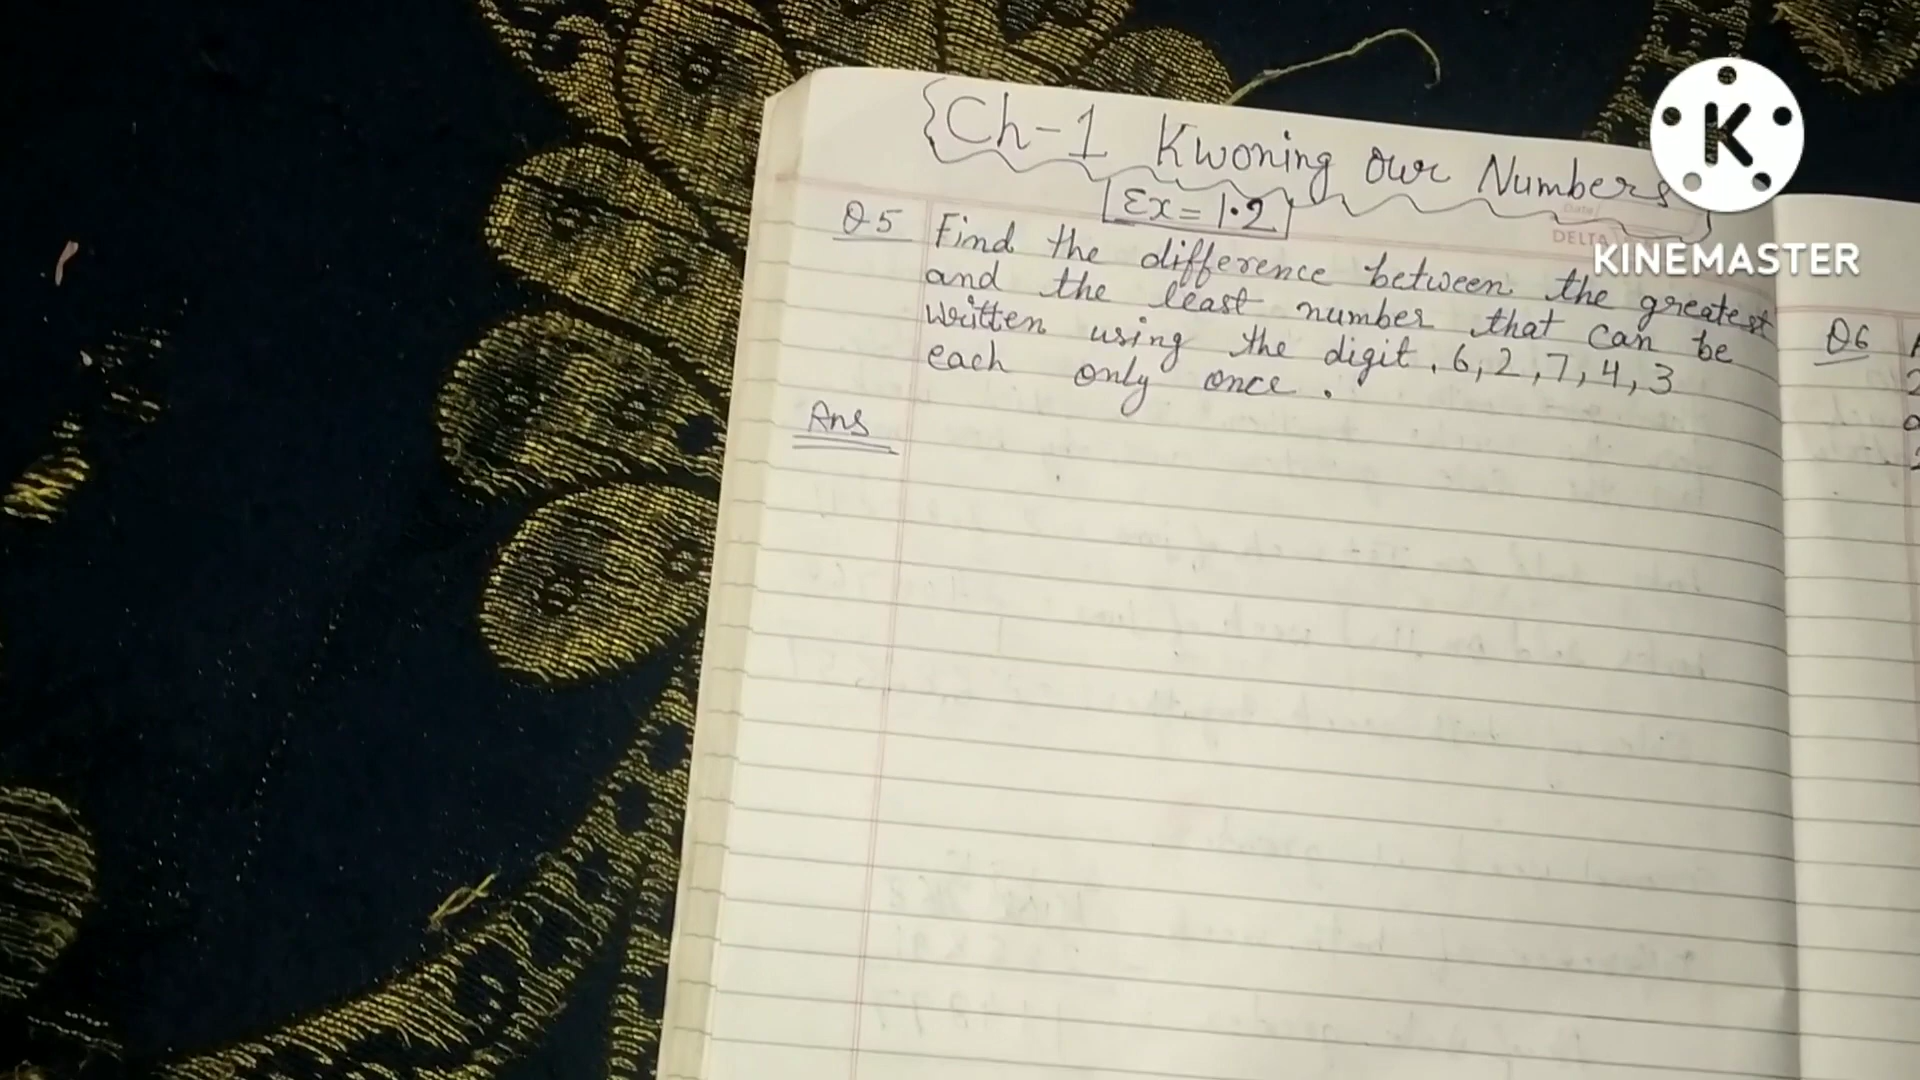 Ch-1 Kwoning Our Numbers
Ex = 1.2
K
KINEMASTER
Date
DELTA
Q5 Find the difference between the greatest
and the least number that can be
written using the digit. 6, 2, 7, 4, 3
each only once.
Ans
Q6